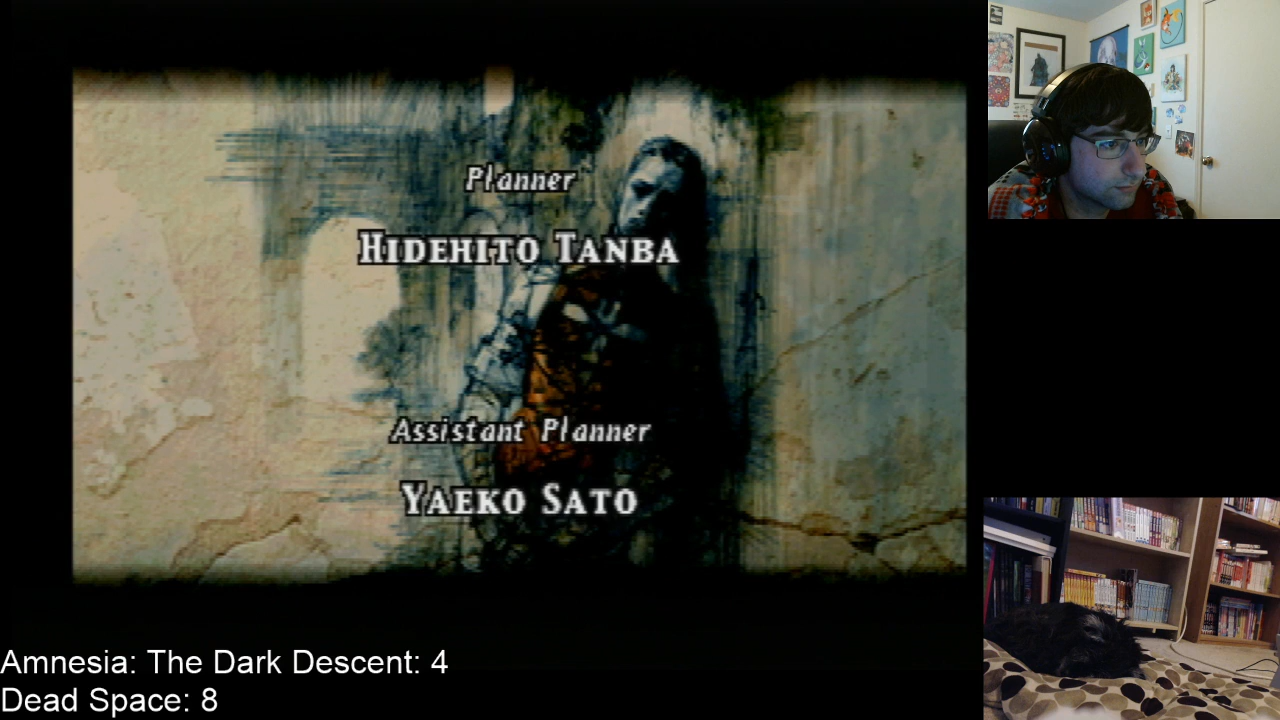 Planner
HIDEHITO TANBA
Assistant Planner
YAEKO SATO
Amnesia: The Dark Descent: 4
Dead Space: 8